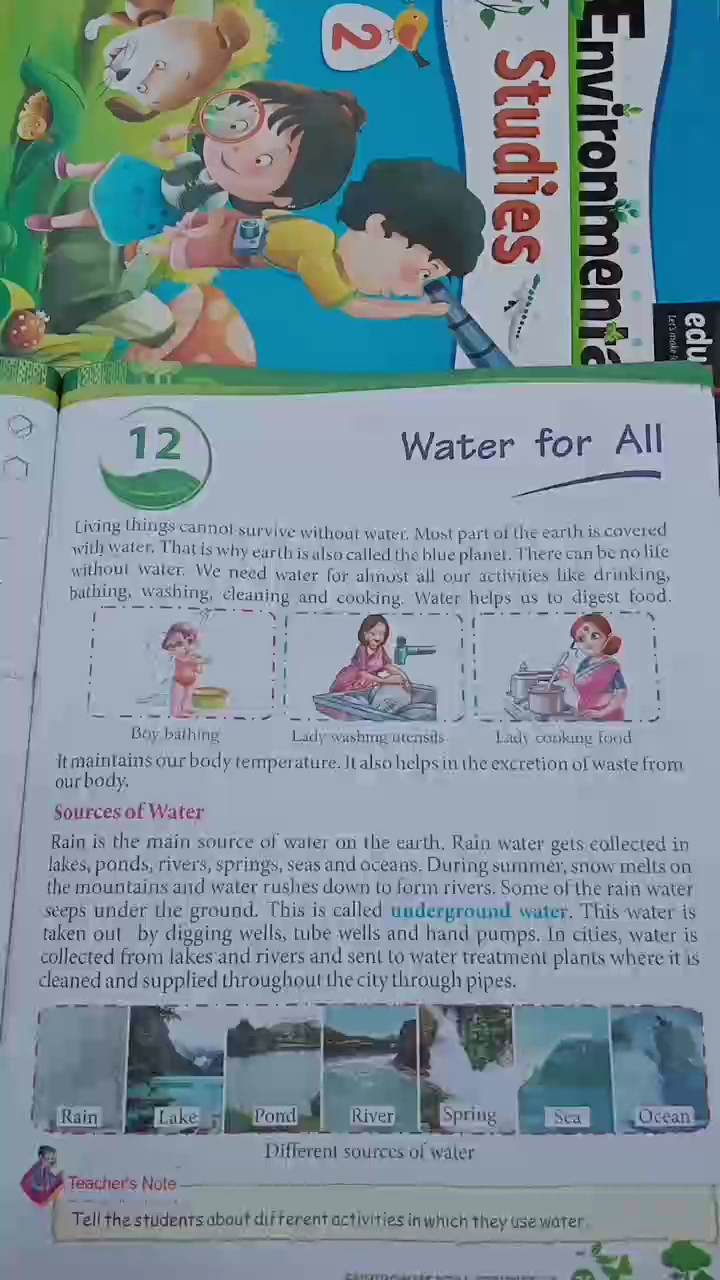 2
Environmenta
Studies
edu
Let's make
12
Water for All
Living things cannot survive without water. Most part of the earth is covered
with water. That is why earth is also called the blue planet. There can be no life
without water. We need water for almost all our activities like drinking,
bathing, washing, cleaning and cooking. Water helps us to digest food.
Boy bathing
Lady washing utensils
Lady cooking food
It maintains our body temperature. It also helps in the excretion of waste from
our body.
Sources of Water
Rain is the main source of water on the earth. Rain water gets collected in
lakes, ponds, rivers, springs, seas and oceans. During summer, snow melts on
the mountains and water rushes down to form rivers. Some of the rain water
seeps under the ground. This is called underground water. This water is
taken out by digging wells, tube wells and hand pumps. In cities, water is
collected from lakes and rivers and sent to water treatment plants where it is
cleaned and supplied throughout the city through pipes.
Rain
Lake
Pond
River
Spring
Sea
Ocean
Different sources of water
Teacher's Note
Tell the students about different activities in which they use water.